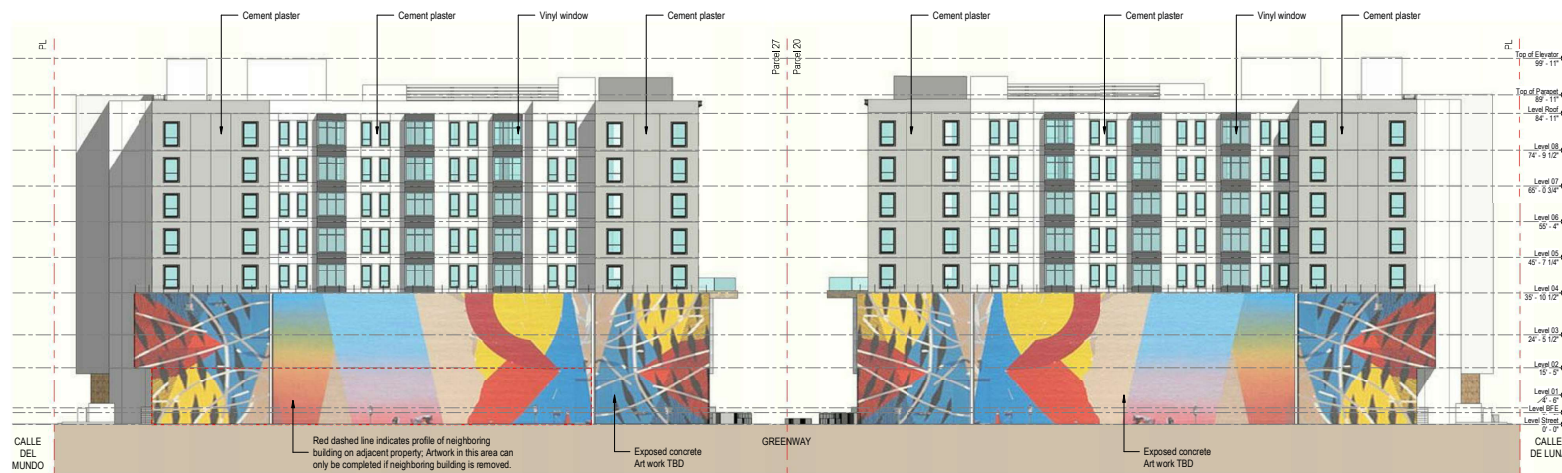 Cement plaster
Cement plaster
Vinyl window
Cement plaster
Cement plaster
Cement plaster
Vinyl window
Cement plaster
PL
Parcel 27
Parcel 20
PL
Top of Elevator
99' - 11"
Top of Parapet
89' - 11"
Level Roof
84' - 11"
Level 08
74' - 9 1/2"
Level 07
65' - 0 3/4"
Level 06
55' - 4"
Level 05
45' - 7 1/4"
Level 04
35' - 10 1/2"
Level 03
24' - 5 1/2"
Level 02
15' - 5"
Level 01
4' - 6"
Level BFE
Level Street
0' - 0"
CALLE
DEL
MUNDO
Red dashed line indicates profile of neighboring
building on adjacent property; Artwork in this area can
only be completed if neighboring building is removed.
Exposed concrete
Art work TBD
GREENWAY
Exposed concrete
Art work TBD
CALLE
DE LUN